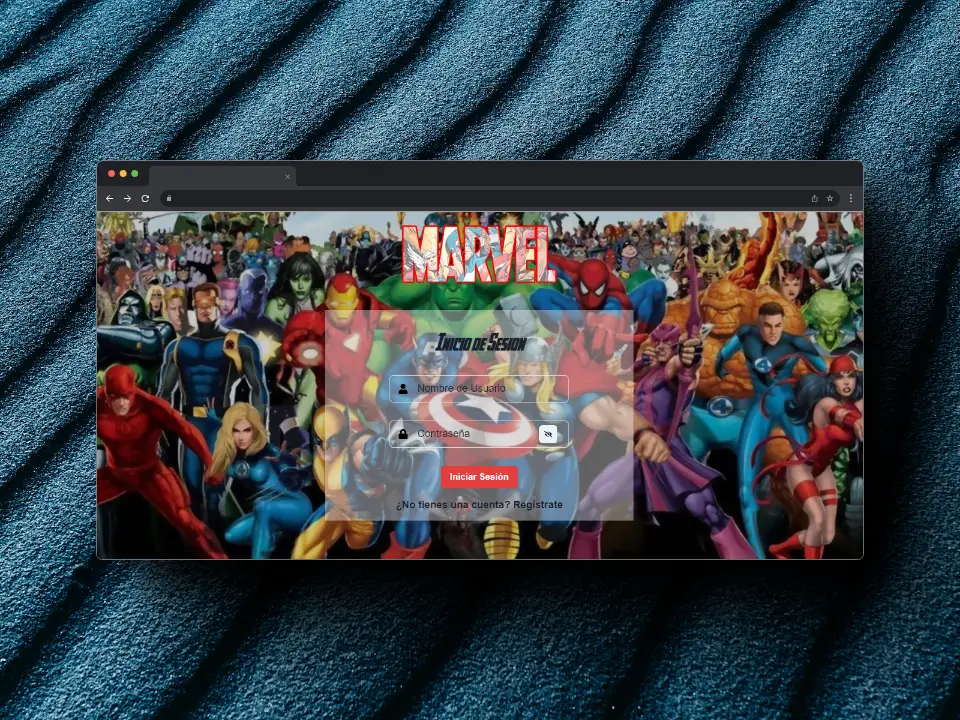 MARVEL
Inicio de Sesion
Nombre de Usuario
Contraseña
Iniciar Sesión
¿No tienes una cuenta? Registrate